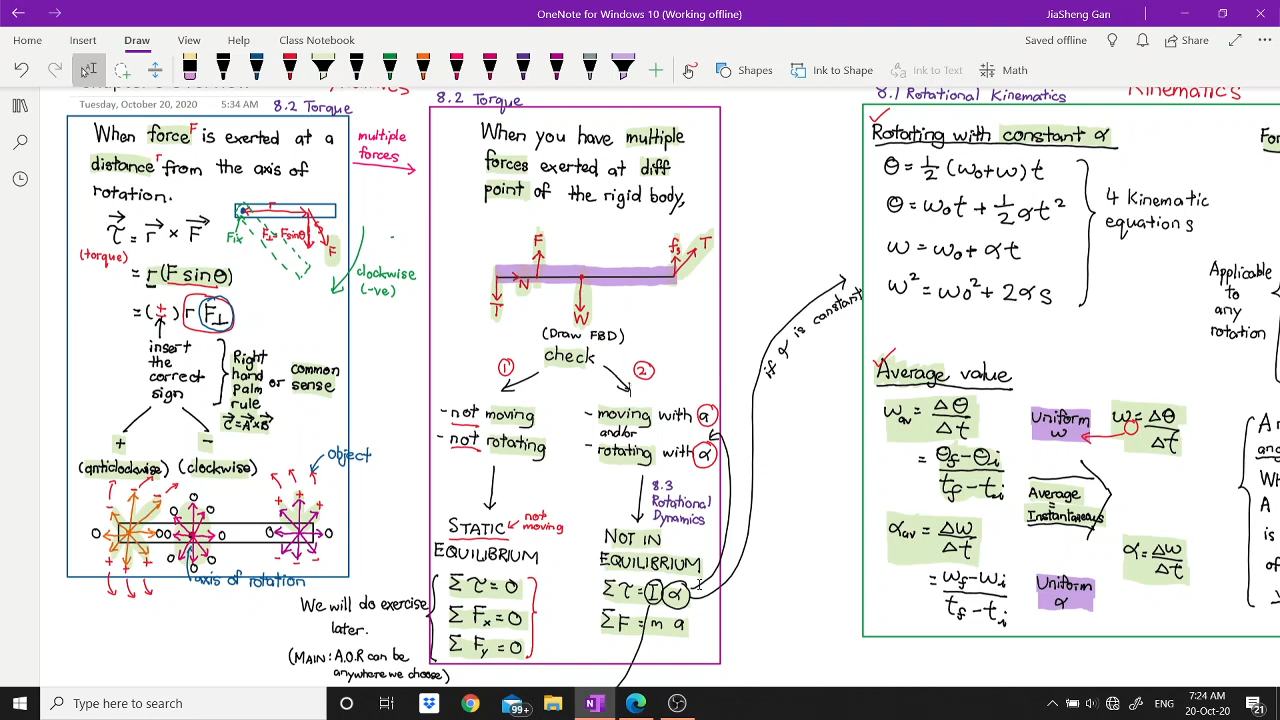 OneNote for Windows 10 (Working offline)
JiaSheng Gan
Home
Insert
Draw
View
Help
Class Notebook
Saved offline
Share
Shapes
Ink to Shape
Ink to Text
Math
Tuesday, October 20, 2020
5:34 AM
8.2 Torque
When force F is exerted at a
distance r from the axis of
rotation.
τ = r × F
(torque)
= r(F sinθ)
= (±) r F⊥
r
Fix
F⊥ = Fsinθ
F
clockwise
(-ve)
insert
the
correct
sign
Right
hand
palm
rule
or
common
sense
C = A × B
+
−
(anticlockwise)
(clockwise)
object
axis of rotation
multiple
forces
8.2 Torque
When you have multiple
forces exerted at diff
point of the rigid body,
F
fs
T
N
T
W
(Draw FBD)
check
1
2
- not moving
- not rotating
- moving with a
and/or
- rotating with α
8.3
Rotational
Dynamics
STATIC
not
moving
EQUILIBRIUM
Σ τ = 0
Σ Fx = 0
Σ Fy = 0
NOT IN
EQUILIBRIUM
Σ τ = I α
Σ F = m a
We will do exercise
later.
(MAIN: A.O.R can be
anywhere we choose)
if α is constant
8.1 Rotational Kinematics
Kinematics
Rotating with constant α
θ = 1/2 (ω0 + ω) t
θ = ω0t + 1/2 αt²
ω = ω0 + αt
ω² = ω0² + 2αs
4 Kinematic
equations
Average value
ωav = Δθ/Δt
= θf − θi / tf − ti
αav = Δω/Δt
= ωf − ωi / tf − ti
Uniform
ω
ω = Δθ/Δt
Average
=
Instantaneous
Uniform
α
α = Δω/Δt
Applicable
to
any
rotation
Type here to search
99+
7:24 AM
20-Oct-20
21